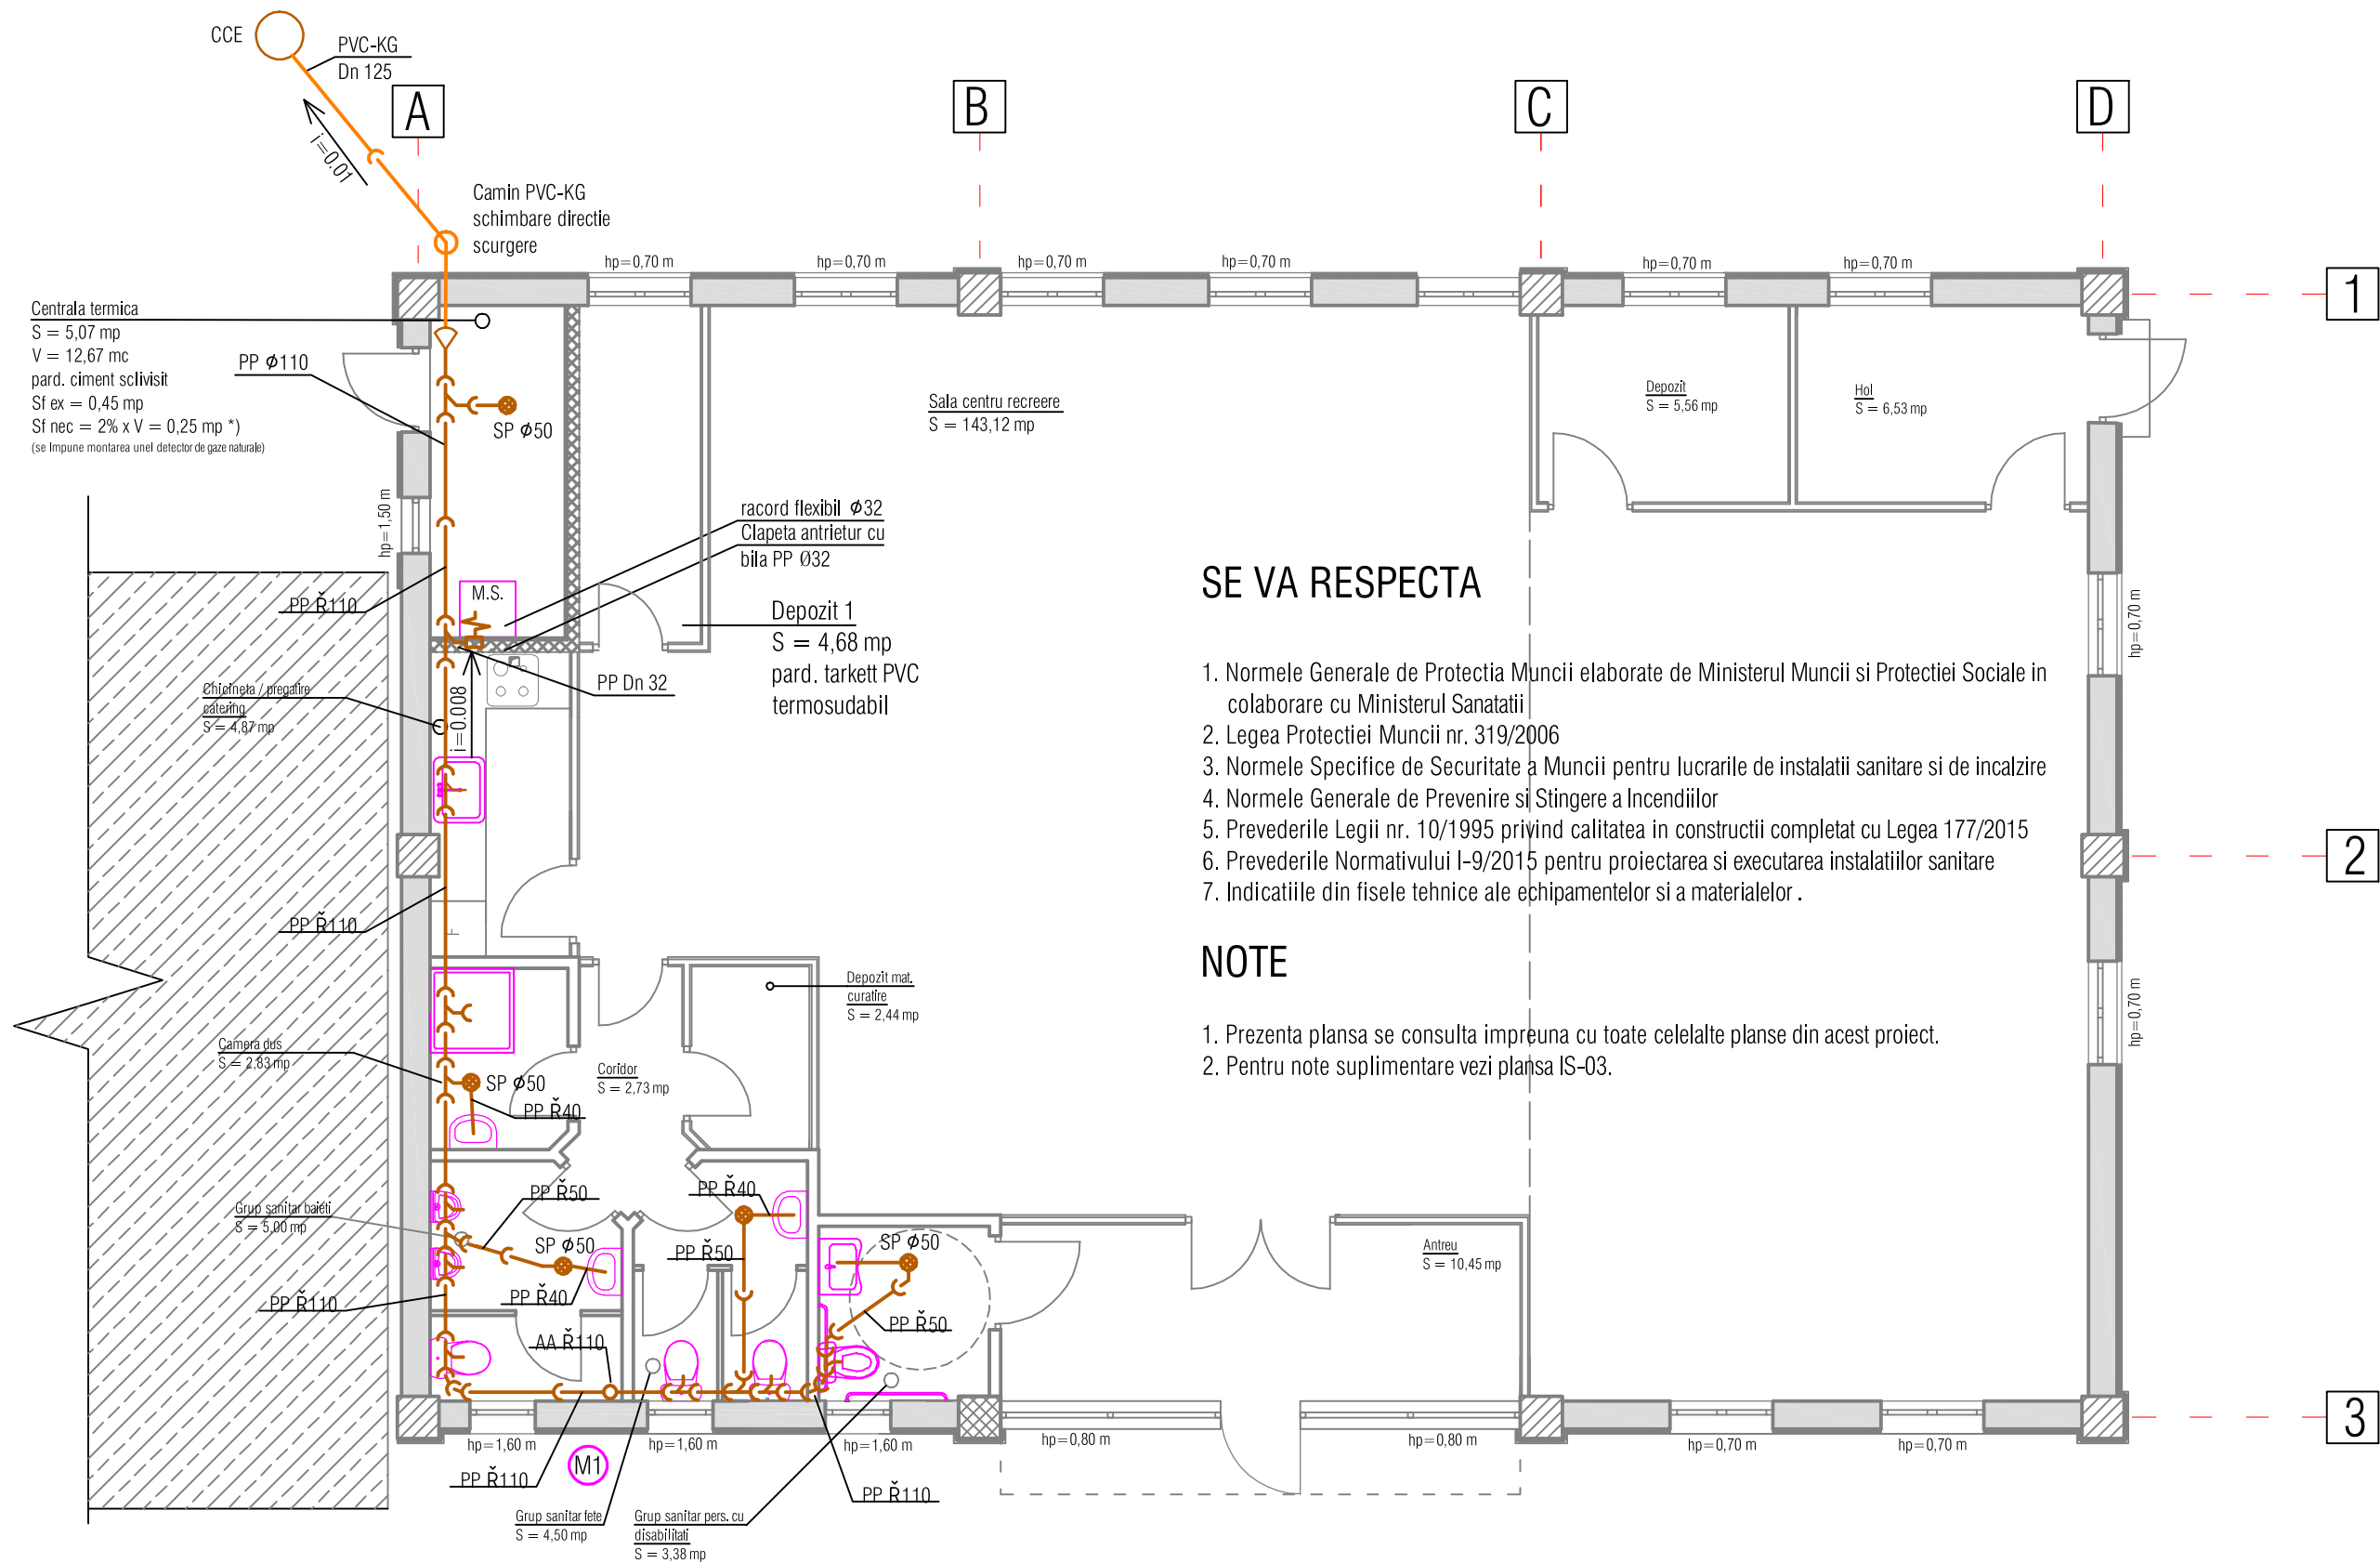 CCE
PVC-KG
Dn 125
A
B
C
D
i=0.01
Camin PVC-KG
schimbare directie
scurgere
hp=0,70 m
hp=0,70 m
hp=0,70 m
hp=0,70 m
hp=0,70 m
hp=0,70 m
1
Centrala termica
S = 5,07 mp
V = 12,67 mc
pard. ciment sclivisit
Sf ex = 0,45 mp
Sf nec = 2% x V = 0,25 mp *)
(se impune montarea unei detector de gaze naturale)
PP ϕ110
SP ϕ50
Sala centru recreere
S = 143,12 mp
Depozit
S = 5,56 mp
Hol
S = 6,53 mp
hp=1,50 m
racord flexibil ϕ32
Clapeta antrietur cu
bila PP Ø32
M.S.
PP Ř110
Depozit 1
S = 4,68 mp
pard. tarkett PVC
termosudabil
PP Dn 32
i=0.008
Chicineta / pregatire
catering
S = 4,87 mp
SE VA RESPECTA
1. Normele Generale de Protectia Muncii elaborate de Ministerul Muncii si Protectiei Sociale in
colaborare cu Ministerul Sanatatii
2. Legea Protectiei Muncii nr. 319/2006
3. Normele Specifice de Securitate a Muncii pentru lucrarile de instalatii sanitare si de incalzire
4. Normele Generale de Prevenire si Stingere a Incendiilor
5. Prevederile Legii nr. 10/1995 privind calitatea in constructii completat cu Legea 177/2015
6. Prevederile Normativului I-9/2015 pentru proiectarea si executarea instalatiilor sanitare
7. Indicatiile din fisele tehnice ale echipamentelor si a materialelor .
hp=0,70 m
2
PP Ř110
F
NOTE
1. Prezenta plansa se consulta impreuna cu toate celelalte planse din acest proiect.
2. Pentru note suplimentare vezi plansa IS-03.
hp=0,70 m
Depozit mat.
curatire
S = 2,44 mp
Camera dus
S = 2,83 mp
Coridor
S = 2,73 mp
SP ϕ50
PP Ř40
PP Ř50
PP Ř40
Grup sanitar baieti
S = 5,00 mp
SP ϕ50
PP Ř50
SP ϕ50
Antreu
S = 10,45 mp
PP Ř110
PP Ř40
AA Ř110
PP Ř50
3
hp=1,60 m
hp=1,60 m
hp=1,60 m
hp=0,80 m
hp=0,80 m
hp=0,70 m
hp=0,70 m
M1
PP Ř110
PP Ř110
Grup sanitar fete
S = 4,50 mp
Grup sanitar pers. cu
disabilitati
S = 3,38 mp